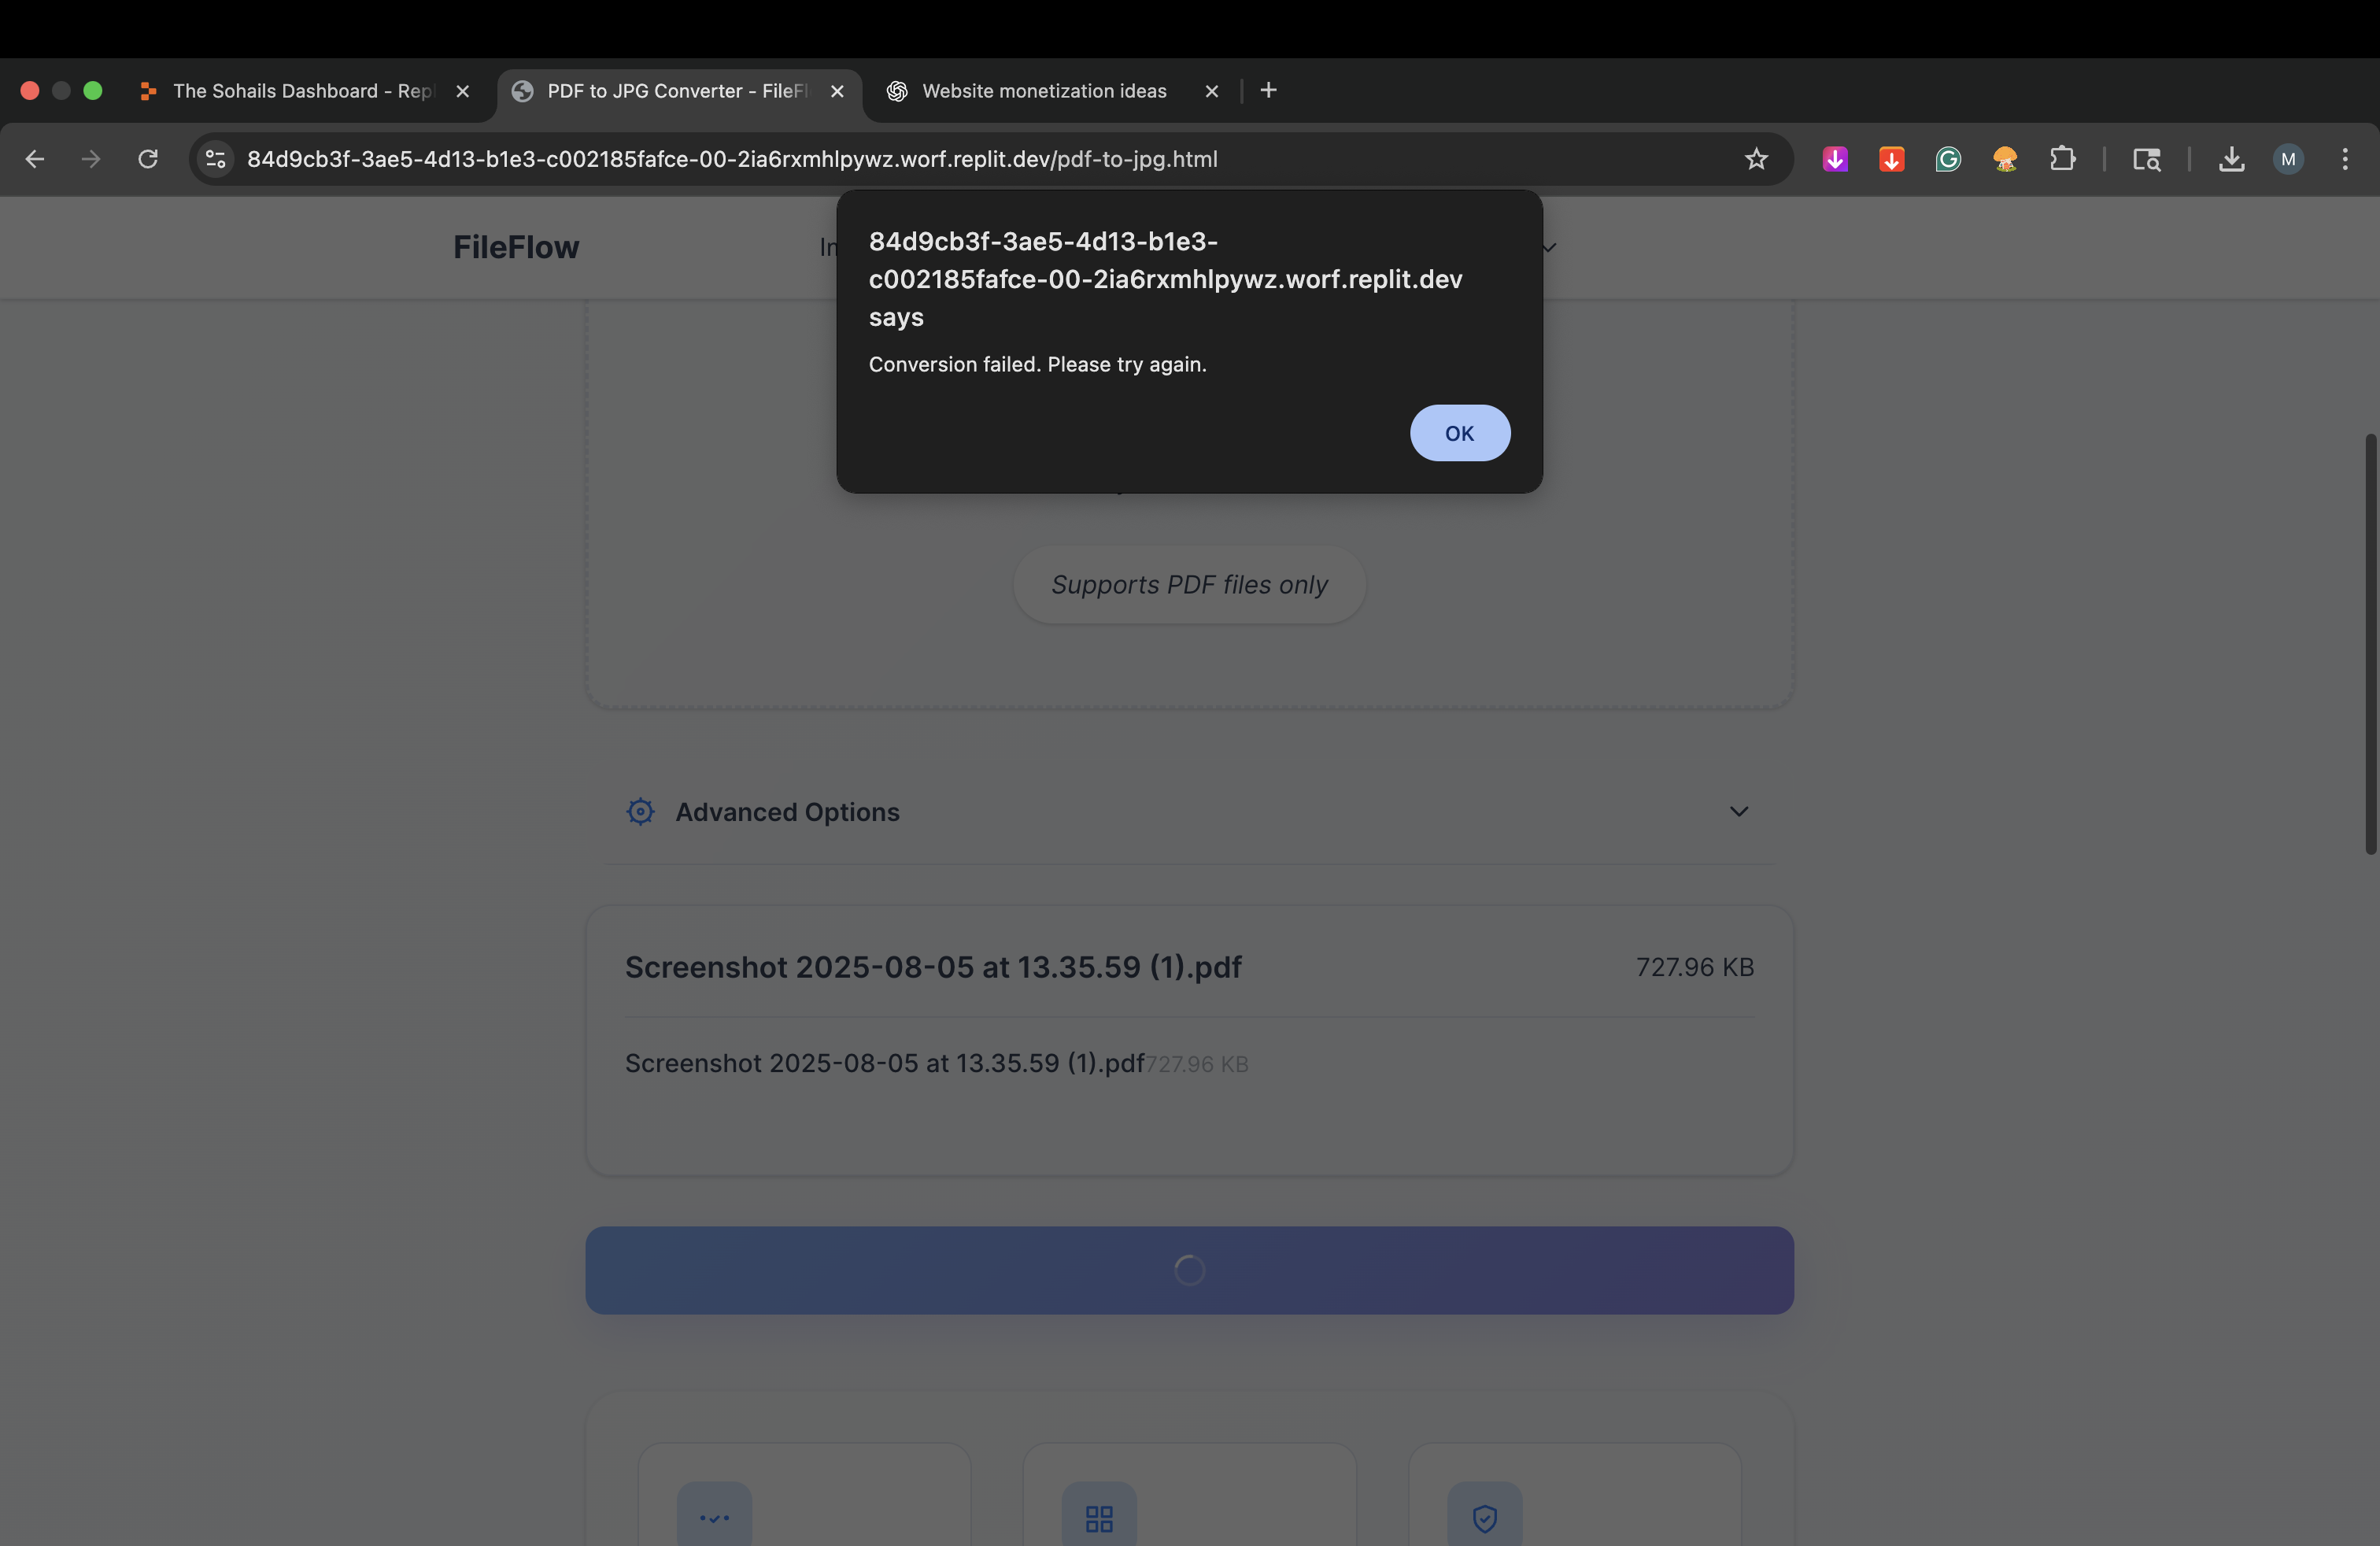 The Sohails Dashboard - Rep
PDF to JPG Converter - FileFl
Website monetization ideas
84d9cb3f-3ae5-4d13-b1e3-c002185fafce-00-2ia6rxmhlpywz.worf.replit.dev/pdf-to-jpg.html
M
FileFlow
In
84d9cb3f-3ae5-4d13-b1e3-
c002185fafce-00-2ia6rxmhlpywz.worf.replit.dev
says
Conversion failed. Please try again.
OK
Supports PDF files only
Advanced Options
Screenshot 2025-08-05 at 13.35.59 (1).pdf 727.96 KB
Screenshot 2025-08-05 at 13.35.59 (1).pdf727.96 KB